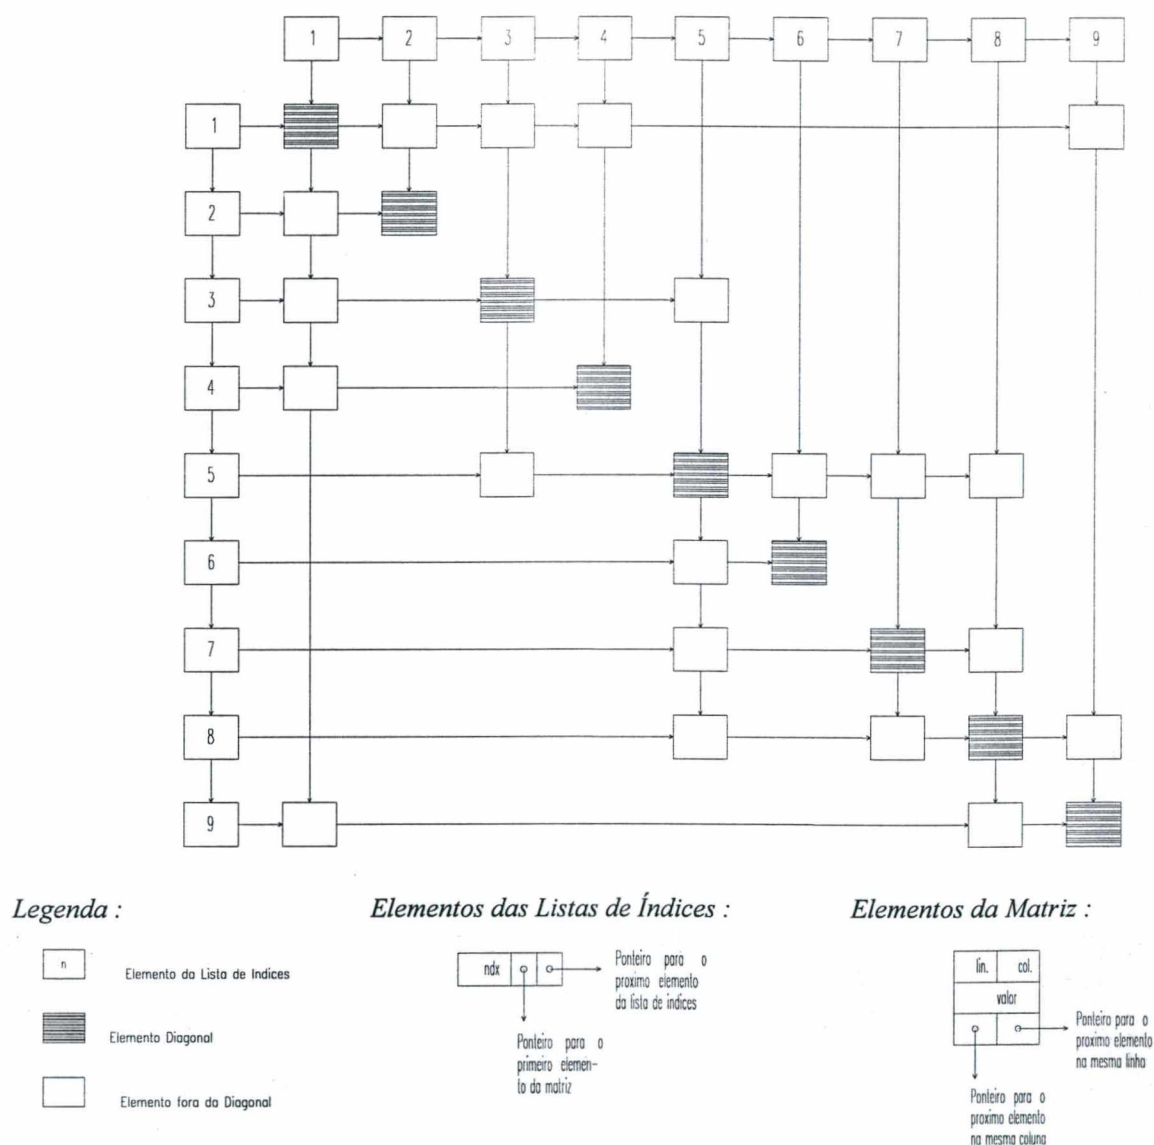 1 2 3 4 5 6 7 8 9
1
2
3
4
5
6
7
8
9
Legenda :
n
Elemento da Lista de Indices
Elemento Diagonal
Elemento fora da Diagonal
Elementos das Listas de Índices :
ndx
Ponteiro para o
proximo elemento
da lista de indices
Ponteiro para o
primeiro elemen-
to da matriz
Elementos da Matriz :
lin. col.
valor
Ponteiro para o
proximo elemento
na mesma linha
Ponteiro para o
proximo elemento
na mesma coluna